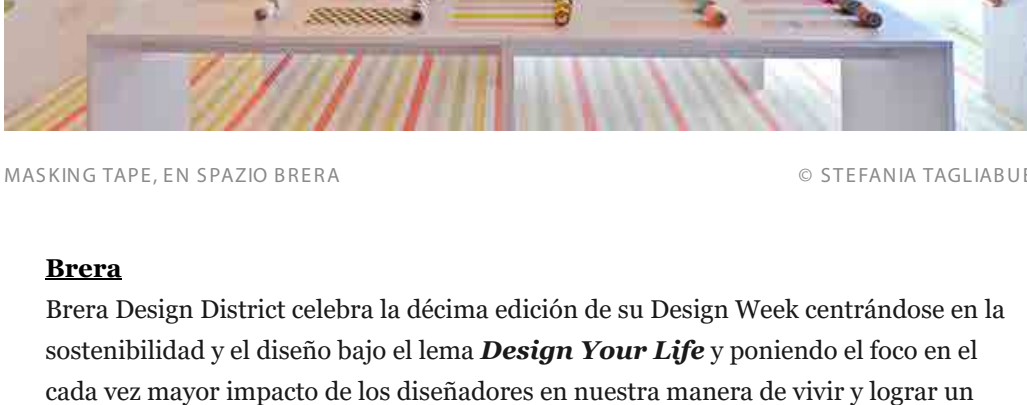 MASKING TAPE, EN SPAZIO BRERA
© STEFANIA TAGLIABUE
Brera
Brera Design District celebra la décima edición de su Design Week centrándose en la
sostenibilidad y el diseño bajo el lema Design Your Life y poniendo el foco en el
cada vez mayor impacto de los diseñadores en nuestra manera de vivir y lograr un